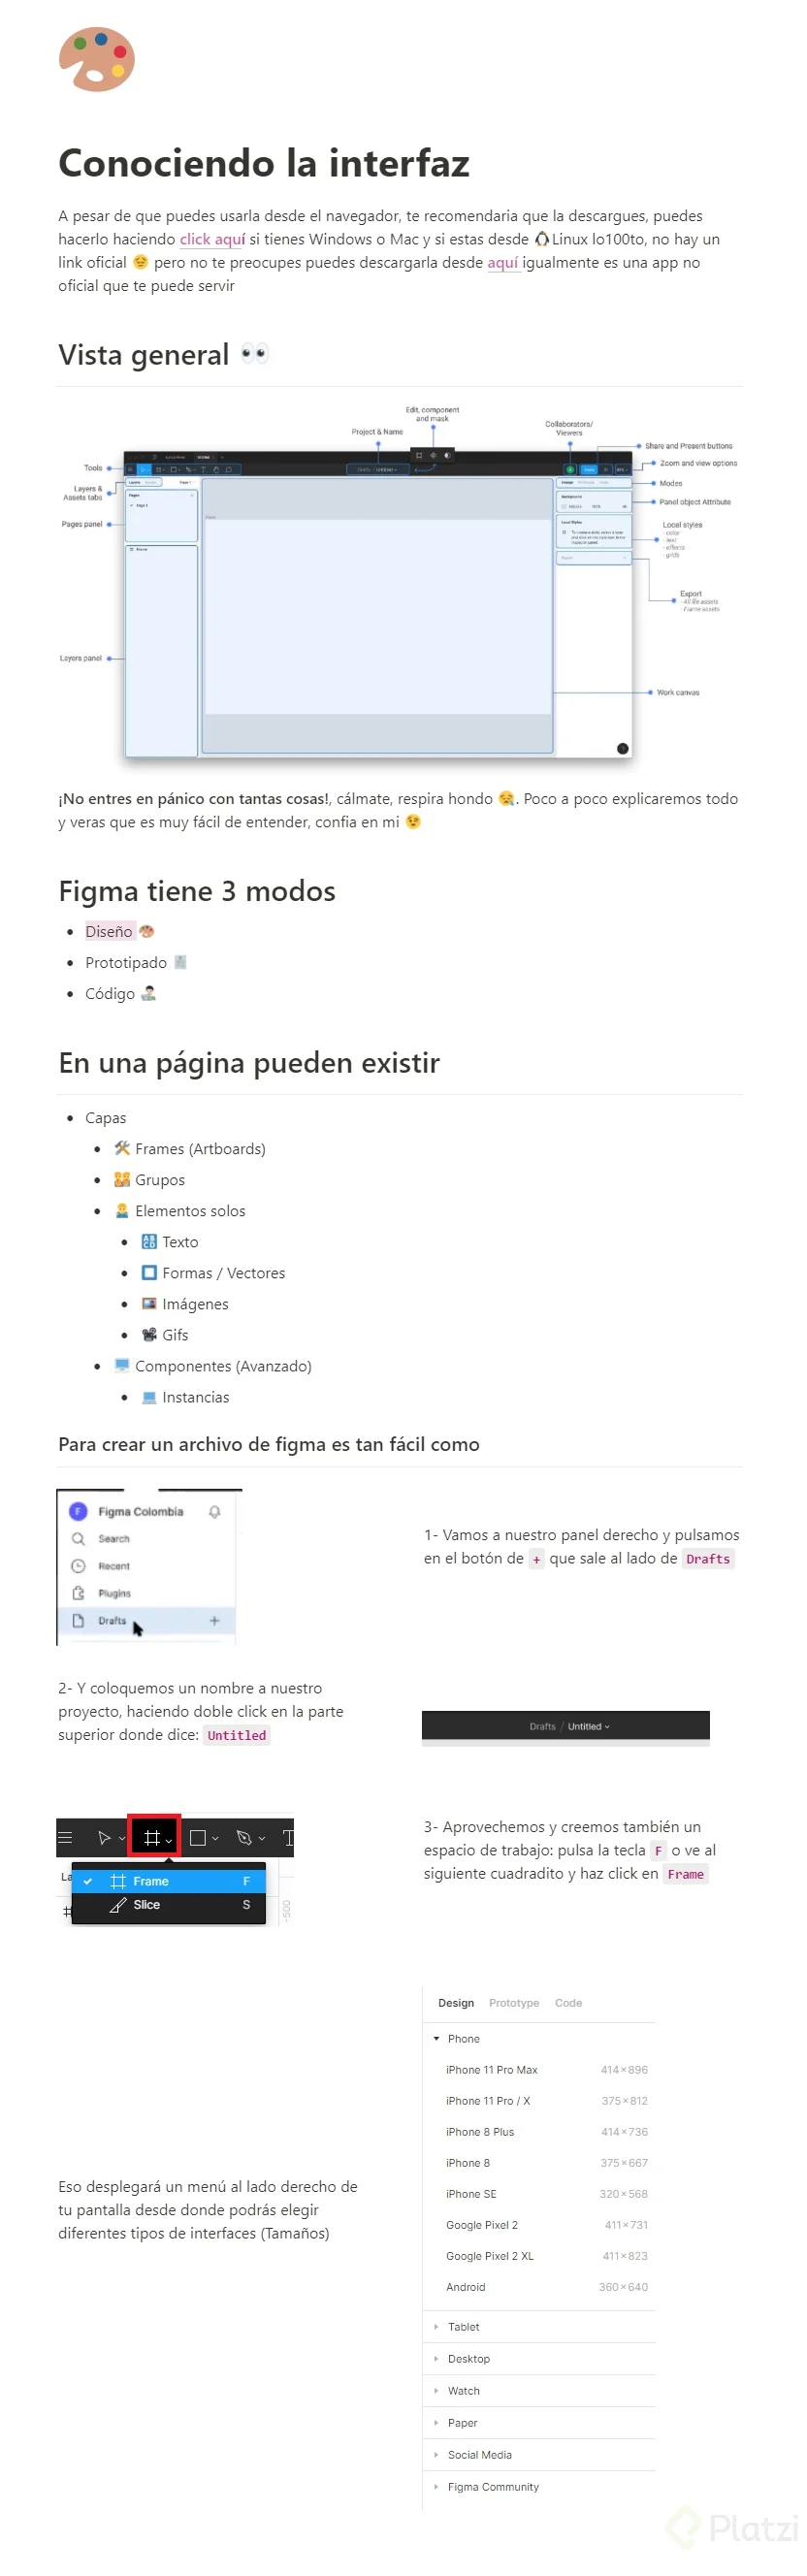 Conociendo la interfaz
A pesar de que puedes usarla desde el navegador, te recomendaria que la descargues, puedes
hacerlo haciendo click aquí si tienes Windows o Mac y si estas desde 🐧Linux lo100to, no hay un
link oficial 😔 pero no te preocupes puedes descargarla desde aquí igualmente es una app no
oficial que te puede servir
Vista general 👀
Edit, component
and mask
Project & Name
Collaborators/
Viewers
Share and Present buttons
Tools
Zoom and view options
Layers &
Assets tabs
Modes
Pages panel
Panel object Attribute
Local styles
- color
- text
- effects
- grids
Export
- All file assets
- Frame assets
Layers panel
Work canvas
¡No entres en pánico con tantas cosas!, cálmate, respira hondo 😪. Poco a poco explicaremos todo
y veras que es muy fácil de entender, confia en mi 😉
Figma tiene 3 modos
• Diseño 🎨
• Prototipado
• Código 👨🏻‍💻
En una página pueden existir
• Capas
• 🛠 Frames (Artboards)
• Grupos
• Elementos solos
• 🔠 Texto
• Formas / Vectores
• 🖼 Imágenes
• 📽 Gifs
• 🖥 Componentes (Avanzado)
• 💻 Instancias
Para crear un archivo de figma es tan fácil como
F Figma Colombia
Search
Recent
Plugins
Drafts +
1- Vamos a nuestro panel derecho y pulsamos
en el botón de + que sale al lado de Drafts
2- Y coloquemos un nombre a nuestro
proyecto, haciendo doble click en la parte
superior donde dice: Untitled
Drafts / Untitled
La
Frame F
Slice S
-500
3- Aprovechemos y creemos también un
espacio de trabajo: pulsa la tecla F o ve al
siguiente cuadradito y haz click en Frame
Eso desplegará un menú al lado derecho de
tu pantalla desde donde podrás elegir
diferentes tipos de interfaces (Tamaños)
Design Prototype Code
Phone
iPhone 11 Pro Max 414×896
iPhone 11 Pro / X 375×812
iPhone 8 Plus 414×736
iPhone 8 375×667
iPhone SE 320×568
Google Pixel 2 411×731
Google Pixel 2 XL 411×823
Android 360×640
Tablet
Desktop
Watch
Paper
Social Media
Figma Community
Platzi